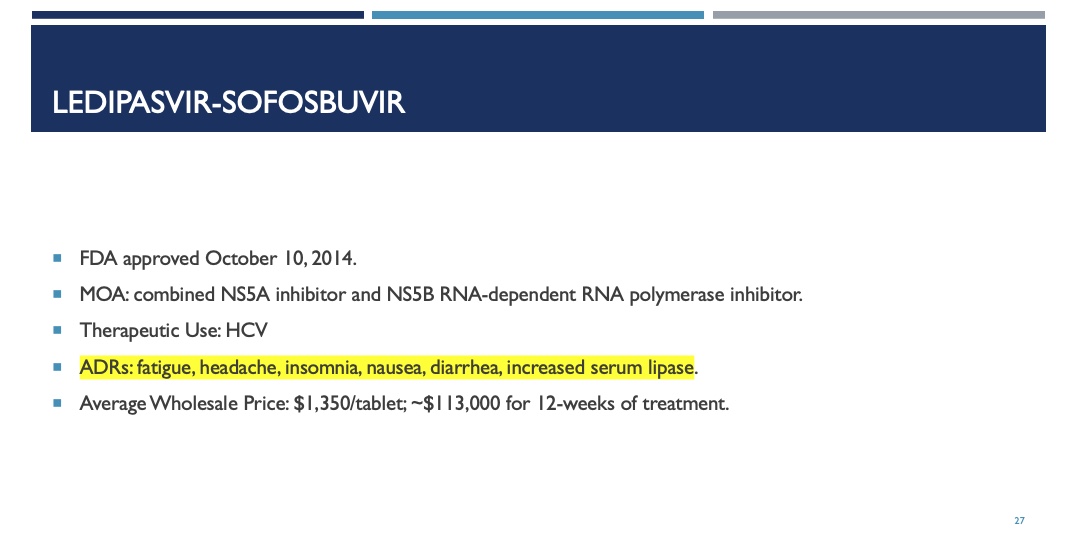 LEDIPASVIR-SOFOSBUVIR
FDA approved October 10, 2014.
MOA: combined NS5A inhibitor and NS5B RNA-dependent RNA polymerase inhibitor.
Therapeutic Use: HCV
ADRs: fatigue, headache, insomnia, nausea, diarrhea, increased serum lipase.
Average Wholesale Price: $1,350/tablet; ~$113,000 for 12-weeks of treatment.
27